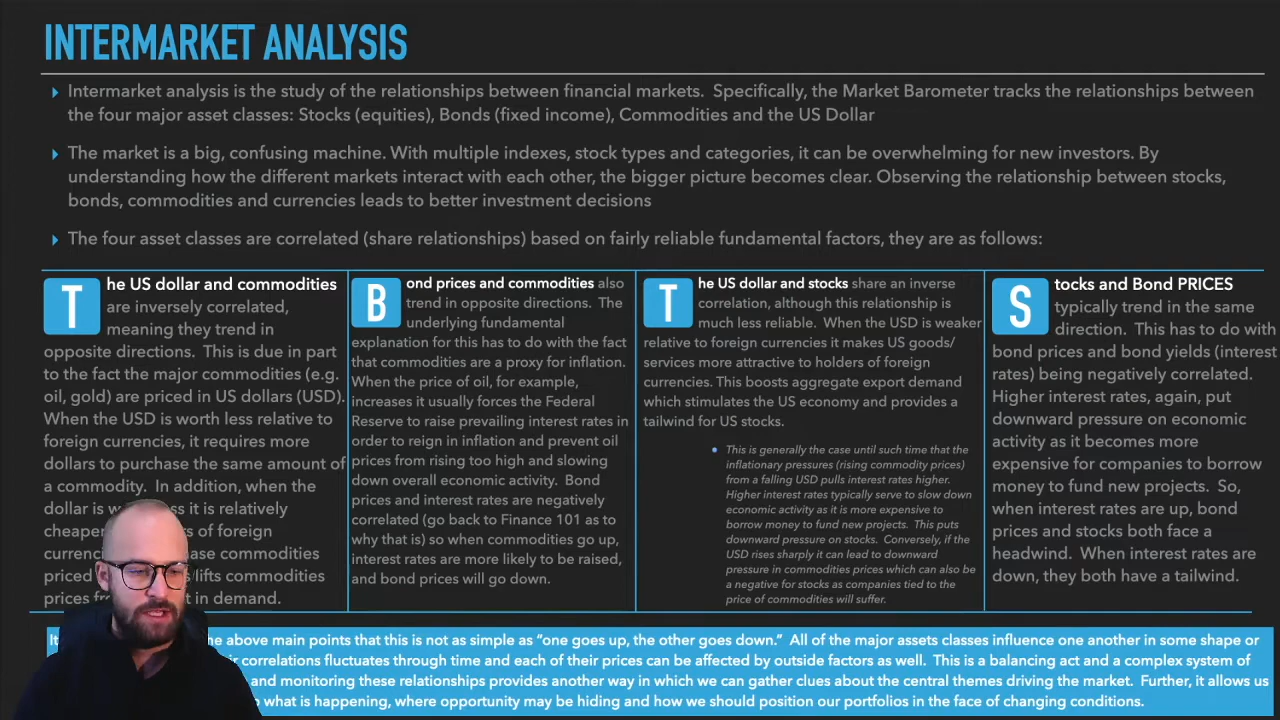 INTERMARKET ANALYSIS
Intermarket analysis is the study of the relationships between financial markets. Specifically, the Market Barometer tracks the relationships between
the four major asset classes: Stocks (equities), Bonds (fixed income), Commodities and the US Dollar
The market is a big, confusing machine. With multiple indexes, stock types and categories, it can be overwhelming for new investors. By
understanding how the different markets interact with each other, the bigger picture becomes clear. Observing the relationship between stocks,
bonds, commodities and currencies leads to better investment decisions
The four asset classes are correlated (share relationships) based on fairly reliable fundamental factors, they are as follows:
The US dollar and commodities
are inversely correlated,
meaning they trend in
opposite directions. This is due in part
to the fact the major commodities (e.g.
oil, gold) are priced in US dollars (USD).
When the USD is worth less relative to
foreign currencies, it requires more
dollars to purchase the same amount of
a commodity. In addition, when the
dollar is it is relatively
cheaper of foreign
commodities
priced /lifts commodities
prices in demand.
Bond prices and commodities also
trend in opposite directions. The
underlying fundamental
explanation for this has to do with the fact
that commodities are a proxy for inflation.
When the price of oil, for example,
increases it usually forces the Federal
Reserve to raise prevailing interest rates in
order to reign in inflation and prevent oil
prices from rising too high and slowing
down overall economic activity. Bond
prices and interest rates are negatively
correlated (go back to Finance 101 as to
why that is) so when commodities go up,
interest rates are more likely to be raised,
and bond prices will go down.
The US dollar and stocks share an inverse
correlation, although this relationship is
much less reliable. When the USD is weaker
relative to foreign currencies it makes US goods/
services more attractive to holders of foreign
currencies. This boosts aggregate export demand
which stimulates the US economy and provides a
tailwind for US stocks.
This is generally the case until such time that the
inflationary pressures (rising commodity prices)
from a falling USD pulls interest rates higher.
Higher interest rates typically serve to slow down
economic activity as it is more expensive to
borrow money to fund new projects. This puts
downward pressure on stocks. Conversely, if the
USD rises sharply it can lead to downward
pressure in commodities prices which can also be
a negative for stocks as companies tied to the
price of commodities will suffer.
Stocks and Bond PRICES
typically trend in the same
direction. This has to do with
bond prices and bond yields (interest
rates) being negatively correlated.
Higher interest rates, again, put
downward pressure on economic
activity as it becomes more
expensive for companies to borrow
money to fund new projects. So,
when interest rates are up, bond
prices and stocks both face a
headwind. When interest rates are
down, they both have a tailwind.
the above main points that this is not as simple as “one goes up, the other goes down.” All of the major assets classes influence one another in some shape or
correlations fluctuates through time and each of their prices can be affected by outside factors as well. This is a balancing act and a complex system of
and monitoring these relationships provides another way in which we can gather clues about the central themes driving the market. Further, it allows us
what is happening, where opportunity may be hiding and how we should position our portfolios in the face of changing conditions.